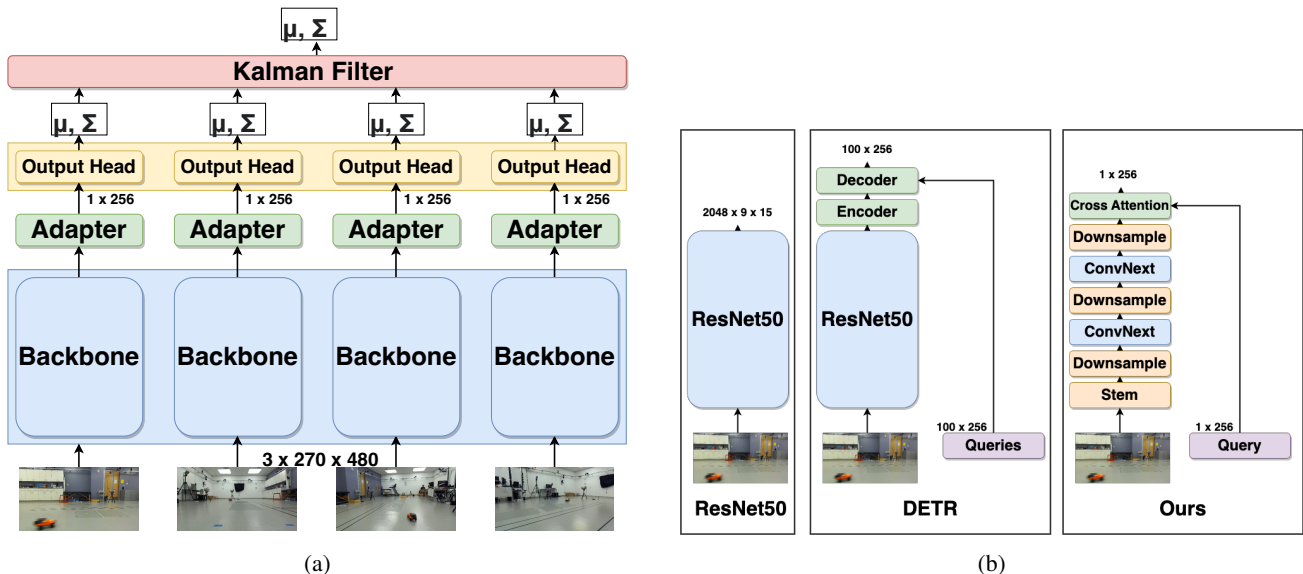 μ, Σ
Kalman Filter
μ, Σ μ, Σ μ, Σ μ, Σ
Output Head Output Head Output Head Output Head
1 x 256 1 x 256 1 x 256 1 x 256
Adapter Adapter Adapter Adapter
Backbone Backbone Backbone Backbone
3 x 270 x 480
(a)
2048 x 9 x 15
ResNet50
ResNet50
100 x 256
Decoder
Encoder
ResNet50
100 x 256
Queries
DETR
1 x 256
Cross Attention
Downsample
ConvNext
Downsample
ConvNext
Downsample
Stem
1 x 256
Query
Ours
(b)